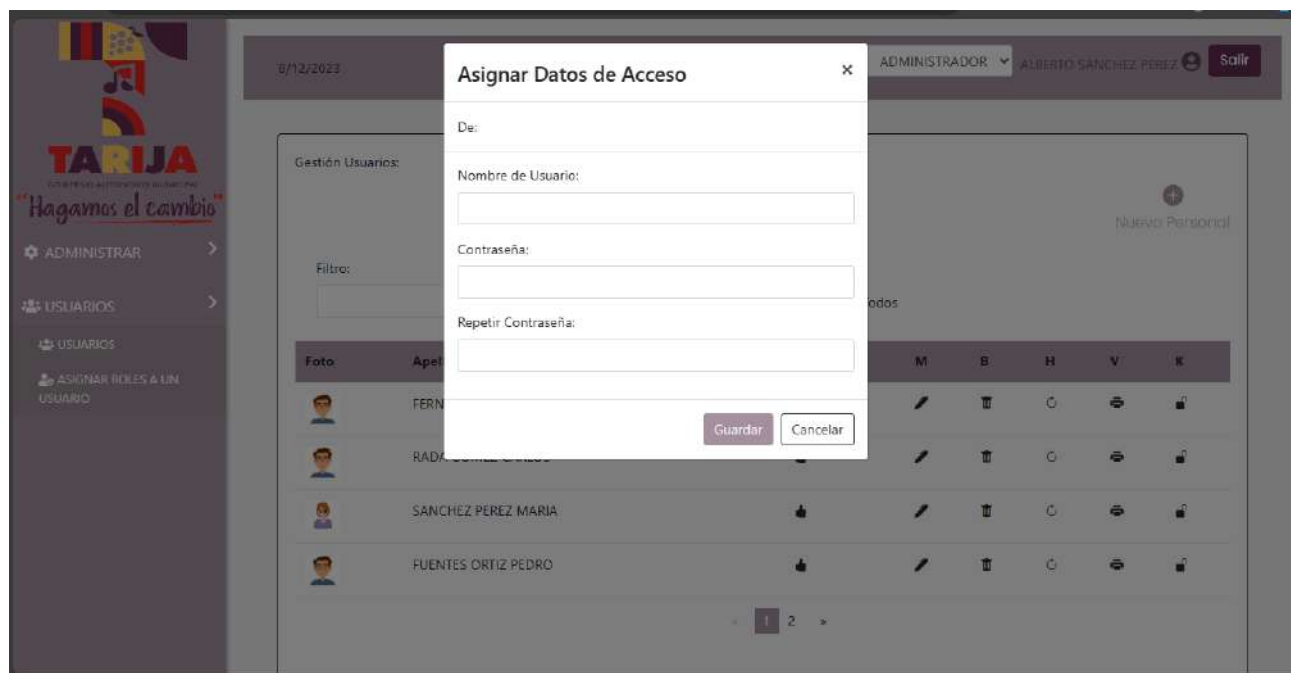 TARIJA
"Hagamos el cambio"
ADMINISTRAR
USUARIOS
USUARIOS
ASIGNAR ROLES A UN
USUARIO
8/12/2023
ADMINISTRADOR
ALBERTO SANCHEZ PEREZ
Salir
Gestión Usuarios:
Nuevo Personal
Filtro:
odos
Foto
Apel
M
B
H
V
K
FERN
RADA
SANCHEZ PEREZ MARIA
FUENTES ORTIZ PEDRO
«
1
2
»
Asignar Datos de Acceso
×
De:
Nombre de Usuario:
Contraseña:
Repetir Contraseña:
Guardar
Cancelar